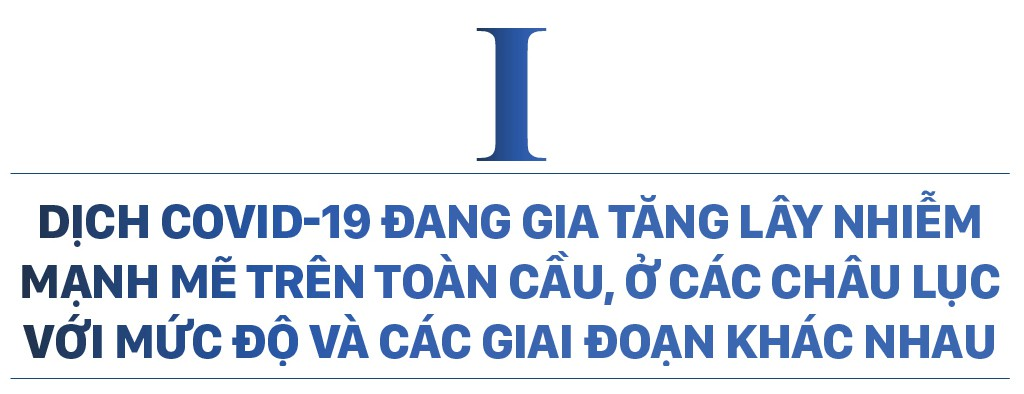 I
DỊCH COVID-19 ĐANG GIA TĂNG LÂY NHIỄM
MẠNH MẼ TRÊN TOÀN CẦU, Ở CÁC CHÂU LỤC
VỚI MỨC ĐỘ VÀ CÁC GIAI ĐOẠN KHÁC NHAU